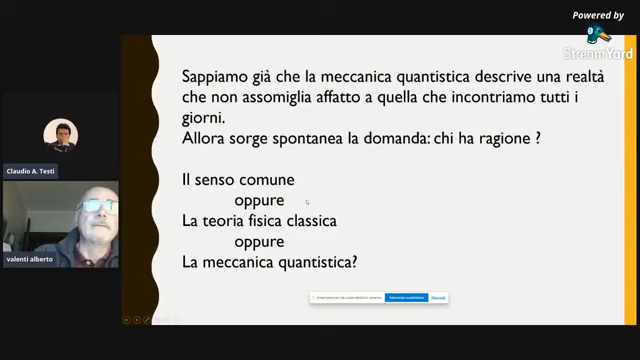 Powered by
StreamYard
Sappiamo già che la meccanica quantistica descrive una realtà
che non assomiglia affatto a quella che incontriamo tutti i
giorni.
Allora sorge spontanea la domanda: chi ha ragione ?
Il senso comune
oppure
La teoria fisica classica
oppure
La meccanica quantistica?
Claudio A. Testi
valenti alberto